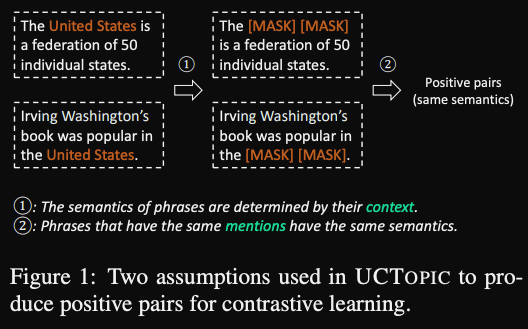 The United States is
a federation of 50
individual states.
Irving Washington's
book was popular in
the United States.
①
The [MASK] [MASK]
is a federation of 50
individual states.
Irving Washington's
book was popular in
the [MASK] [MASK].
②
Positive pairs
(same semantics)
①: The semantics of phrases are determined by their context.
②: Phrases that have the same mentions have the same semantics.
Figure 1: Two assumptions used in UCTOPIC to pro-
duce positive pairs for contrastive learning.